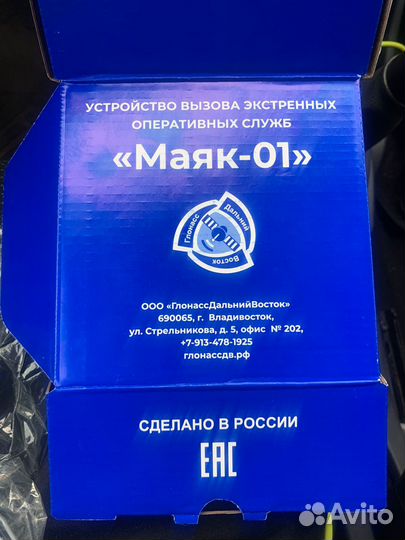 УСТРОЙСТВО ВЫЗОВА ЭКСТРЕННЫХ
ОПЕРАТИВНЫХ СЛУЖБ
«Маяк-01»
Глонасс Дальний
Восток
ООО «ГлонассДальнийВосток»
690065, г. Владивосток,
ул. Стрельникова, д. 5, офис № 202,
+7-913-478-1925
глонассдв.рф
СДЕЛАНО В РОССИИ
EAC
Avito